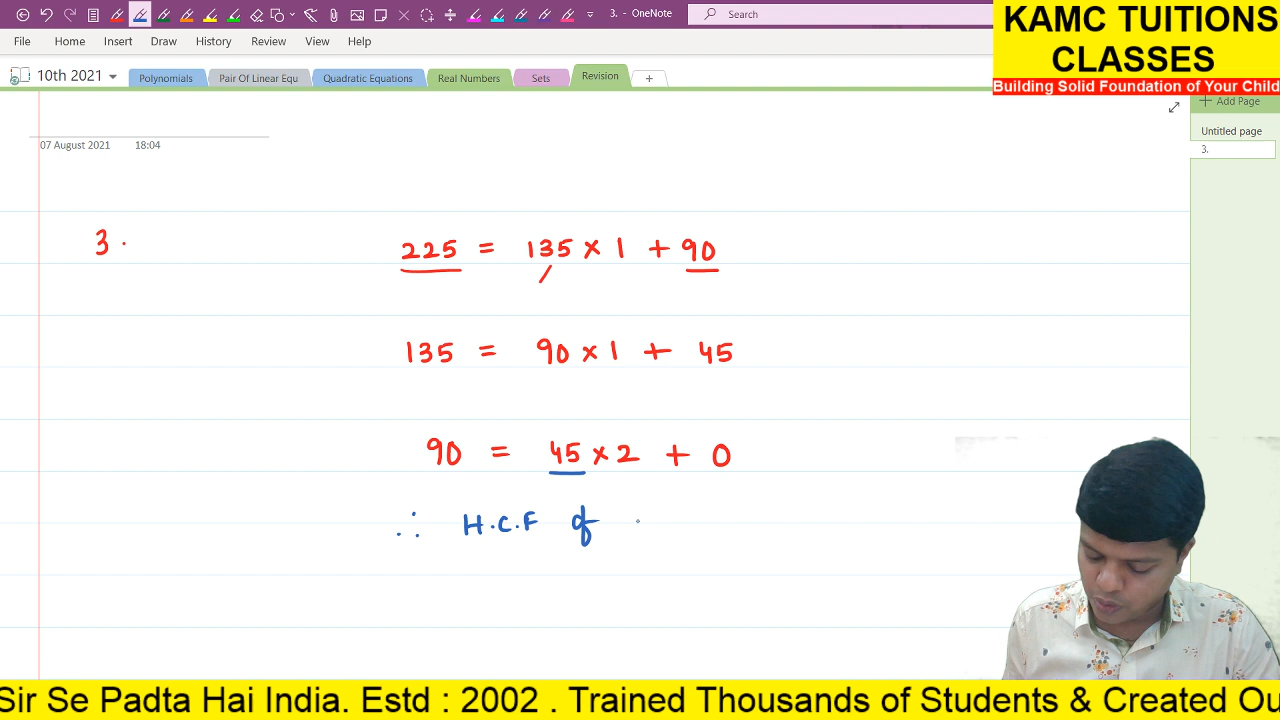 3. - OneNote
Search
KAMC TUITIONS
CLASSES
Building Solid Foundation of Your Child
File Home Insert Draw History Review View Help
10th 2021 Polynomials Pair Of Linear Equ Quadratic Equations Real Numbers Sets Revision +
+ Add Page
Untitled page
3.
07 August 2021 18:04
3.
225 = 135 × 1 + 90
135 = 90 × 1 + 45
90 = 45 × 2 + 0
∴ H.C.F of
Sir Se Padta Hai India. Estd : 2002 . Trained Thousands of Students & Created Ou